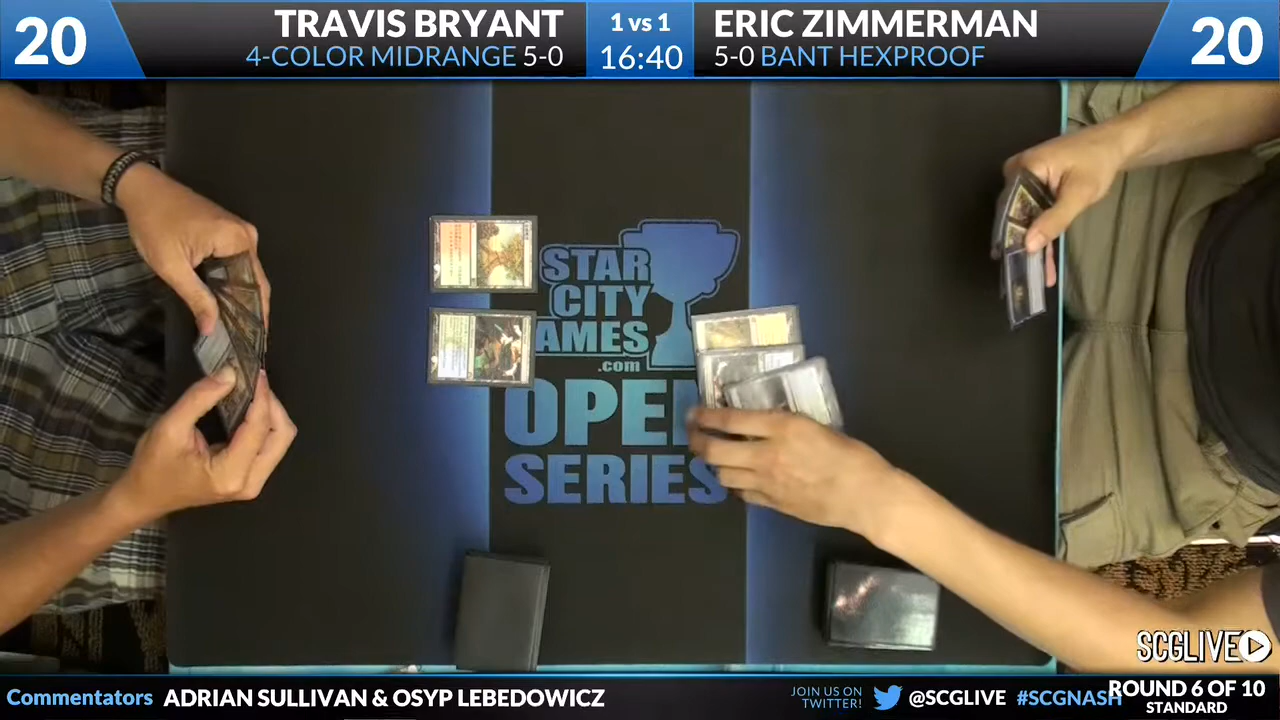 20
TRAVIS BRYANT
4-COLOR MIDRANGE 5-0
1 vs 1
16:40
ERIC ZIMMERMAN
5-0 BANT HEXPROOF
20
STAR
CITY
GAMES
.com
OPEN
SERIES
SCGLIVE
Commentators ADRIAN SULLIVAN & OSYP LEBEDOWICZ
JOIN US ON
TWITTER!
@SCGLIVE #SCGNASH
ROUND 6 OF 10
STANDARD